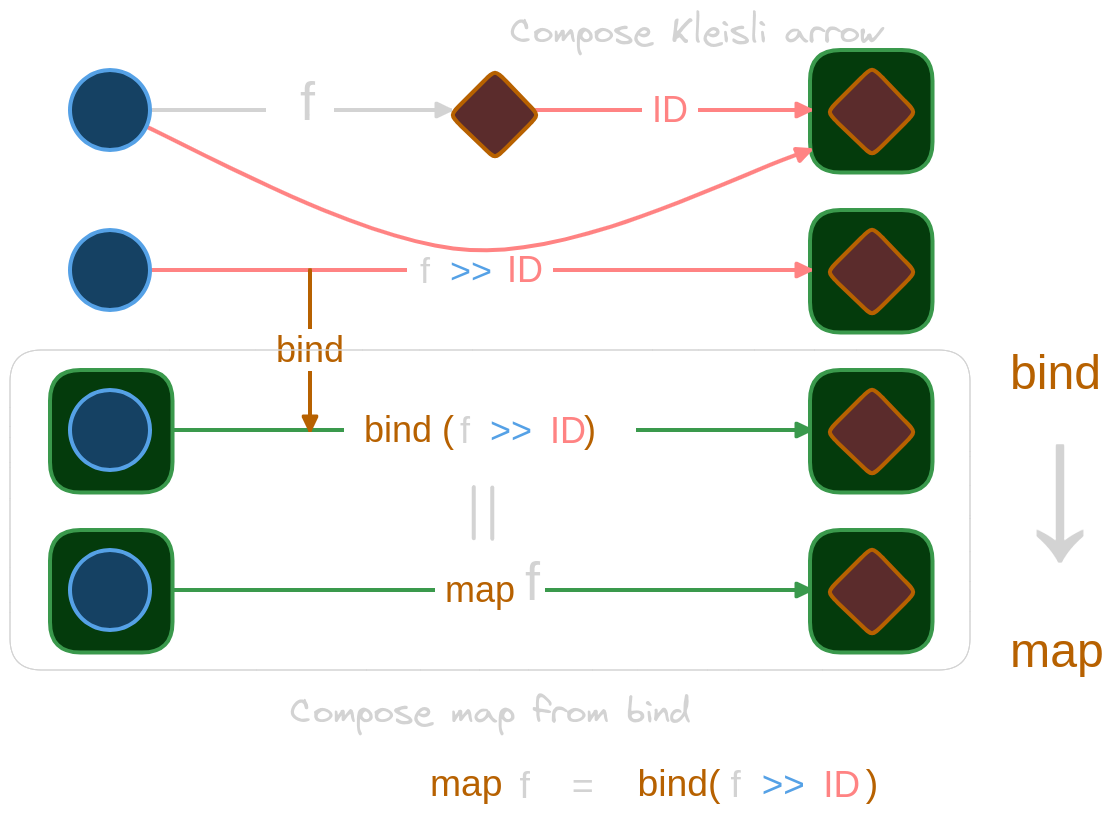 Compose Kleisli arrow
f ID
f >> ID
bind
bind
bind ( f >> ID )
||
map f
map
Compose map from bind
map f = bind( f >> ID )